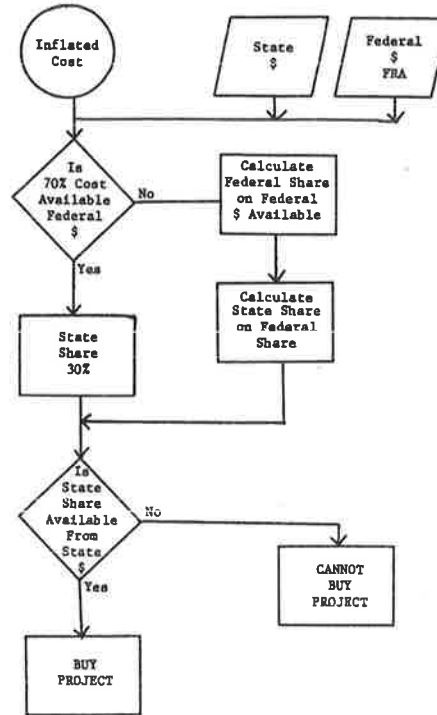 Inflated
Cost
State
$
Federal
$
FRA
Is
70% Cost
Available
Federal
$
No
Calculate
Federal Share
on Federal
$ Available
Yes
State
Share
30%
Calculate
State Share
on Federal
Share
Is
State
Share
Available
From
State
$
No
CANNOT
BUY
PROJECT
Yes
BUY
PROJECT